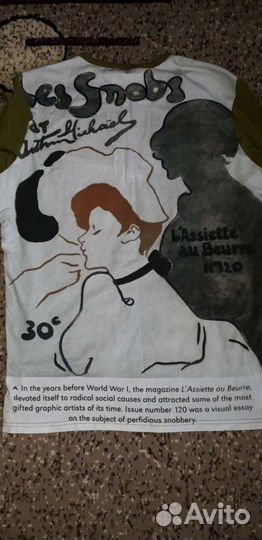 Les Snobs
Arthur Michaël
L'Assiette
au Beurre
N°120
30c
^ In the years before World War I, the magazine L'Assiette au Beurre,
devoted itself to radical social causes and attracted some of the most
gifted graphic artists of its time. Issue number 120 was a visual essay
on the subject of perfidious snobbery.
Avito